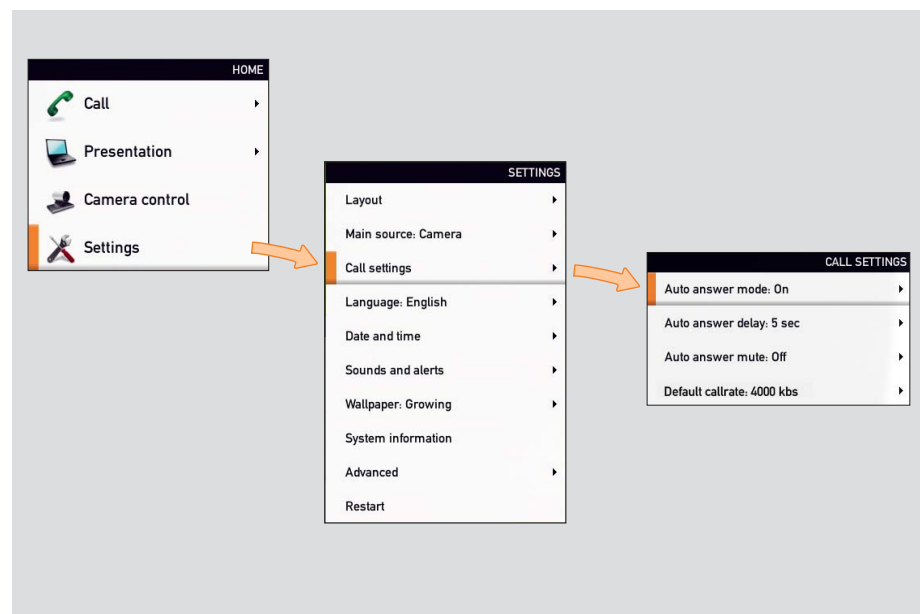 HOME
Call
Presentation
Camera control
Settings
SETTINGS
Layout
Main source: Camera
Call settings
Language: English
Date and time
Sounds and alerts
Wallpaper: Growing
System information
Advanced
Restart
CALL SETTINGS
Auto answer mode: On
Auto answer delay: 5 sec
Auto answer mute: Off
Default callrate: 4000 kbs